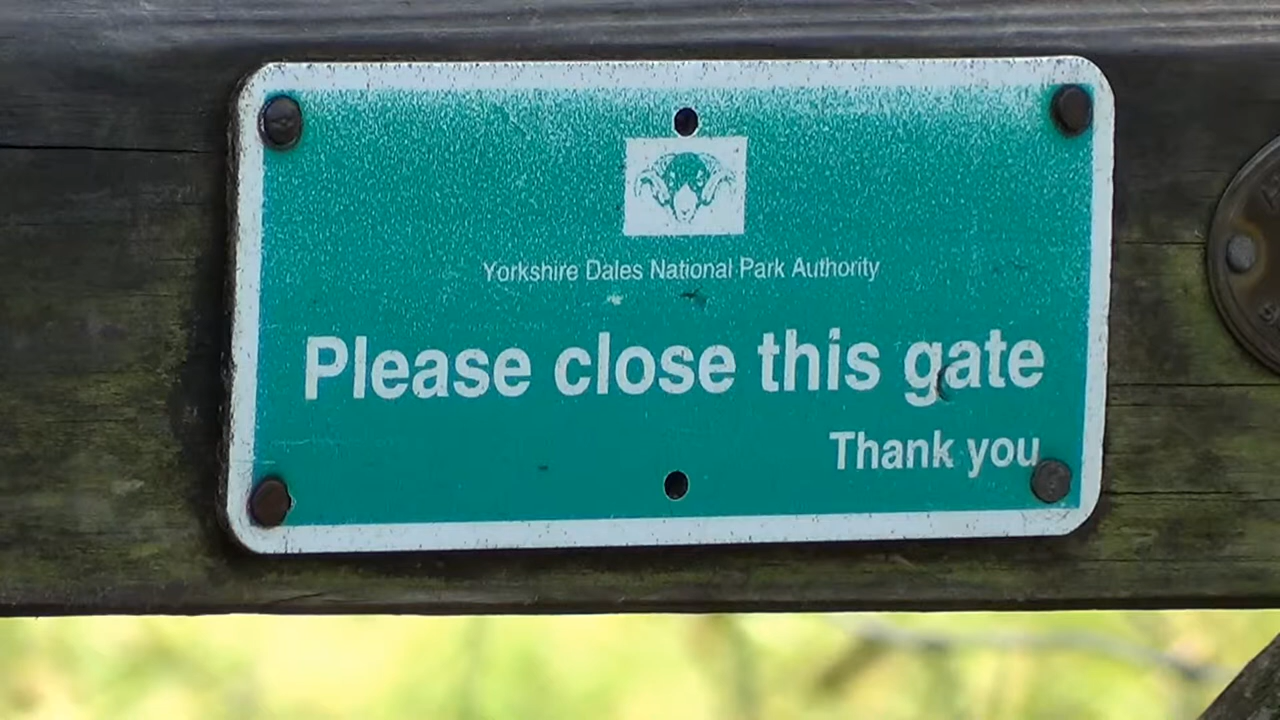 Yorkshire Dales National Park Authority
Please close this gate
Thank you